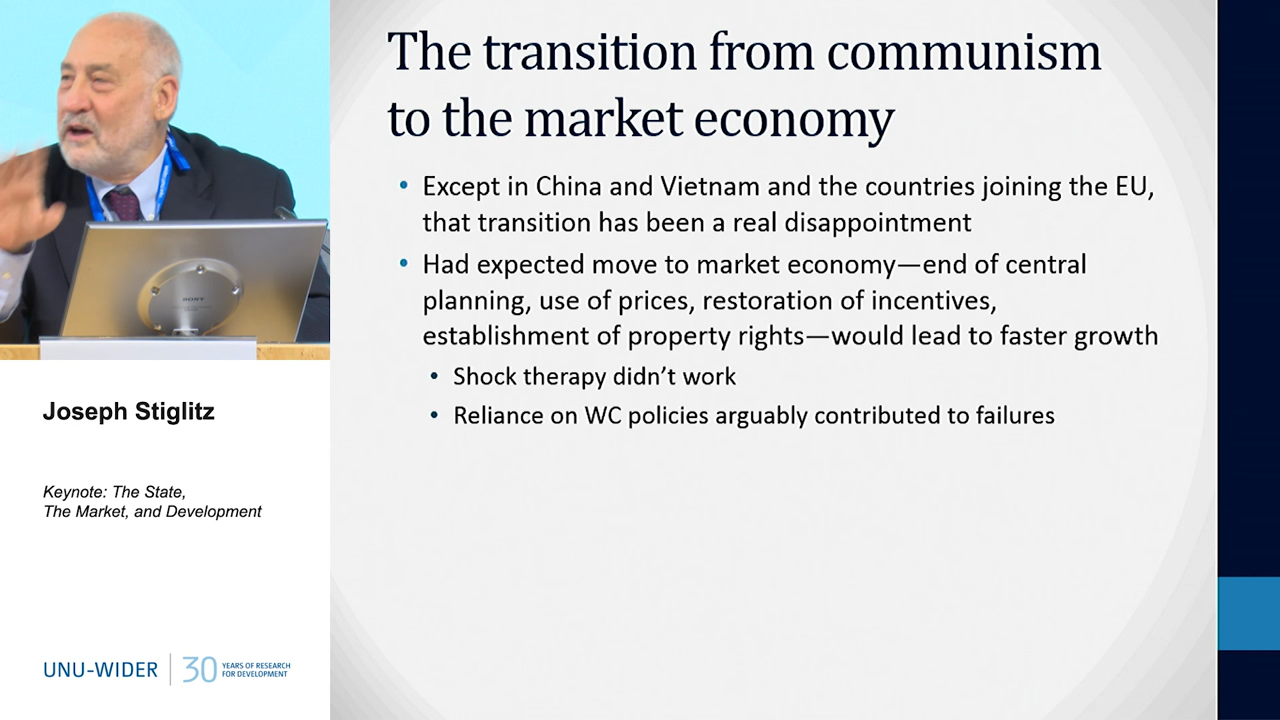 The transition from communism
to the market economy
• Except in China and Vietnam and the countries joining the EU,
that transition has been a real disappointment
• Had expected move to market economy—end of central
planning, use of prices, restoration of incentives,
establishment of property rights—would lead to faster growth
• Shock therapy didn’t work
• Reliance on WC policies arguably contributed to failures
SONY
Joseph Stiglitz
Keynote: The State,
The Market, and Development
UNU-WIDER
30 YEARS OF RESEARCH
FOR DEVELOPMENT